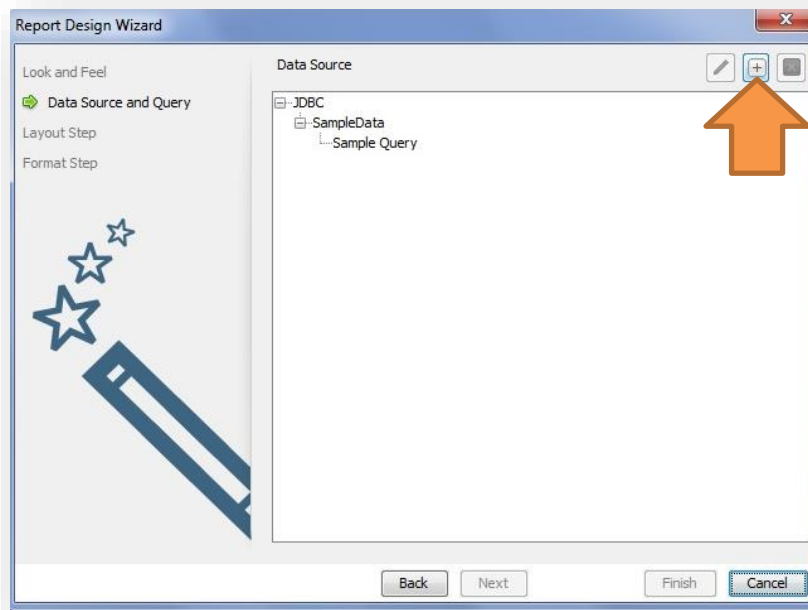 Report Design Wizard
Look and Feel
Data Source and Query
Layout Step
Format Step
Data Source
JDBC
SampleData
Sample Query
Back
Next
Finish
Cancel